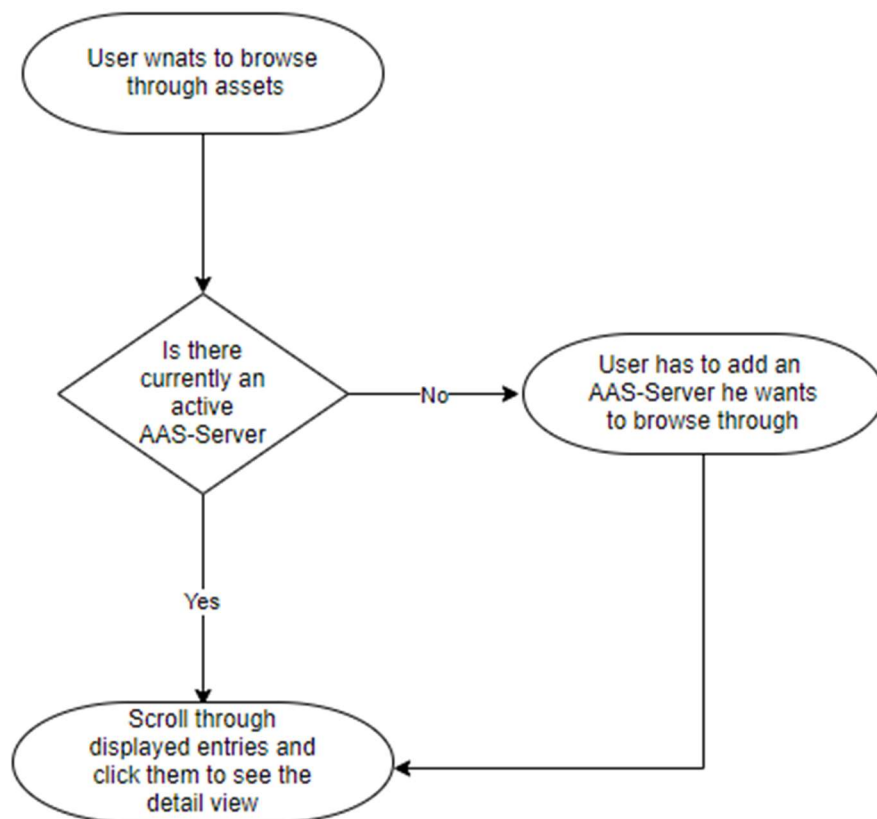 User wnats to browse
through assets
Is there
currently an
active
AAS-Server
No
User has to add an
AAS-Server he wants
to browse through
Yes
Scroll through
displayed entries and
click them to see the
detail view